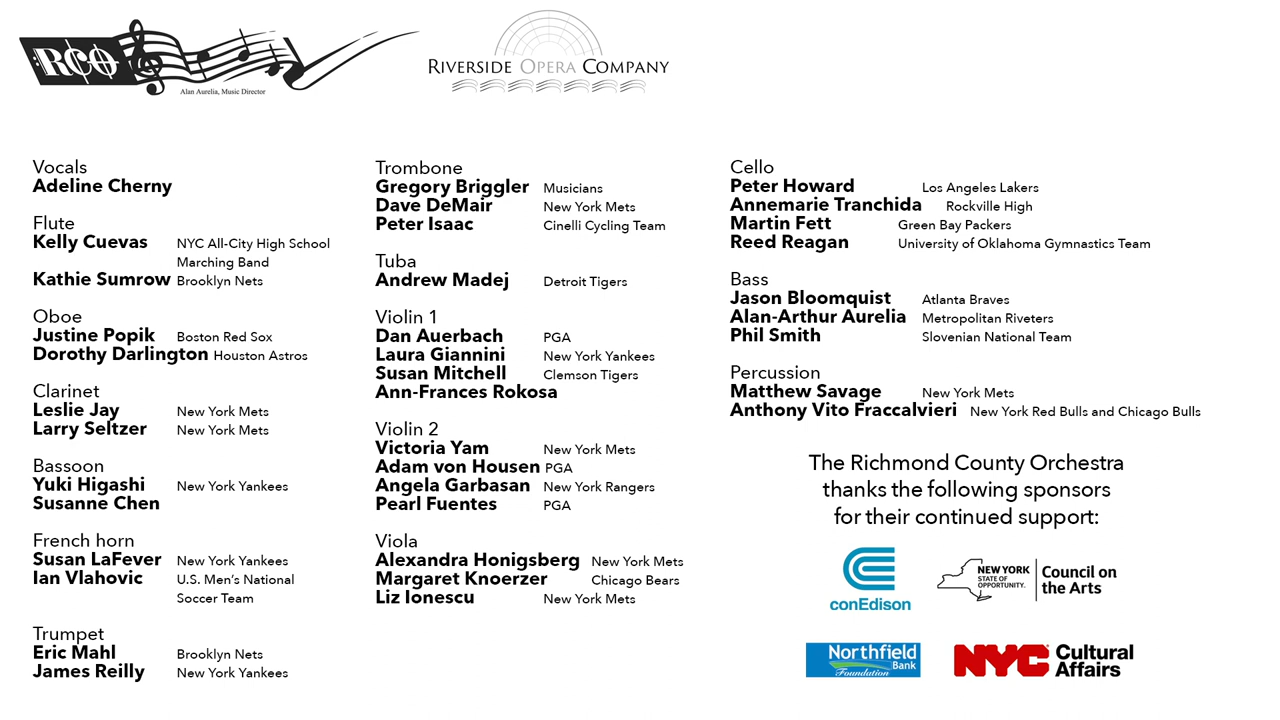 RCO
Alan Aurelia, Music Director
RIVERSIDE OPERA COMPANY
Vocals
Adeline Cherny
Flute
Kelly Cuevas NYC All-City High School
Marching Band
Kathie Sumrow Brooklyn Nets
Oboe
Justine Popik Boston Red Sox
Dorothy Darlington Houston Astros
Clarinet
Leslie Jay New York Mets
Larry Seltzer New York Mets
Bassoon
Yuki Higashi New York Yankees
Susanne Chen
French horn
Susan LaFever New York Yankees
Ian Vlahovic U.S. Men's National
Soccer Team
Trumpet
Eric Mahl Brooklyn Nets
James Reilly New York Yankees
Trombone
Gregory Briggler Musicians
Dave DeMair New York Mets
Peter Isaac Cinelli Cycling Team
Tuba
Andrew Madej Detroit Tigers
Violin 1
Dan Auerbach PGA
Laura Giannini New York Yankees
Susan Mitchell Clemson Tigers
Ann-Frances Rokosa
Violin 2
Victoria Yam New York Mets
Adam von Housen PGA
Angela Garbasan New York Rangers
Pearl Fuentes PGA
Viola
Alexandra Honigsberg New York Mets
Margaret Knoerzer Chicago Bears
Liz Ionescu New York Mets
Cello
Peter Howard Los Angeles Lakers
Annemarie Tranchida Rockville High
Martin Fett Green Bay Packers
Reed Reagan University of Oklahoma Gymnastics Team
Bass
Jason Bloomquist Atlanta Braves
Alan-Arthur Aurelia Metropolitan Riveters
Phil Smith Slovenian National Team
Percussion
Matthew Savage New York Mets
Anthony Vito Fraccalvieri New York Red Bulls and Chicago Bulls
The Richmond County Orchestra
thanks the following sponsors
for their continued support:
conEdison
NEW YORK
STATE OF
OPPORTUNITY.
Council on
the Arts
Northfield
Bank
Foundation
NYC Cultural
Affairs